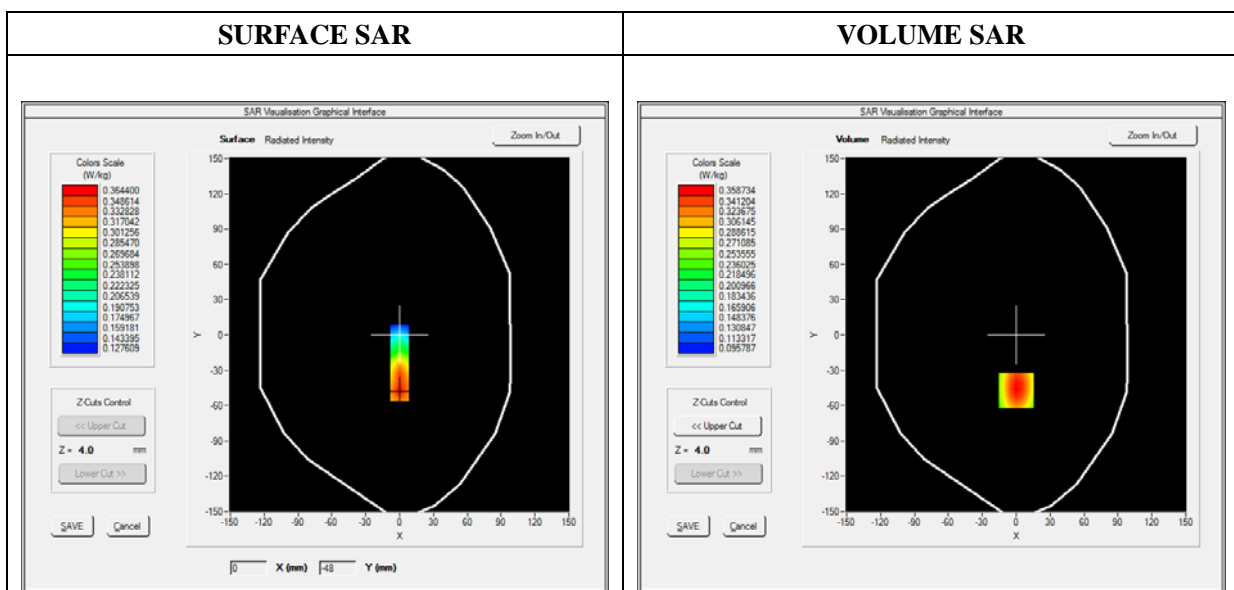 SURFACE SAR
VOLUME SAR
SAR Visualisation Graphical Interface
Surface Radiated Intensity
Zoom In/Out
Colors Scale
(W/kg)
0.364400
0.348614
0.332828
0.317042
0.301256
0.285470
0.269684
0.253898
0.238112
0.222325
0.206539
0.190753
0.174967
0.159181
0.143395
0.127609
Z-Cuts Control
<< Upper Cut
Z = 4.0 mm
Lower Cut >>
SAVE Cancel
150
120
90
60
30
0
-30
-60
-90
-120
-150
Y
-150 -120 -90 -60 -30 0 30 60 90 120 150
X
0 X (mm) -48 Y (mm)
SAR Visualisation Graphical Interface
Volume Radiated Intensity
Zoom In/Out
Colors Scale
(W/kg)
0.358734
0.341204
0.323675
0.306145
0.288615
0.271085
0.253555
0.236025
0.218496
0.200966
0.183436
0.165906
0.148376
0.130847
0.113317
0.095787
Z-Cuts Control
<< Upper Cut
Z = 4.0 mm
Lower Cut >>
SAVE Cancel
150
120
90
60
30
0
-30
-60
-90
-120
-150
Y
-150 -120 -90 -60 -30 0 30 60 90 120 150
X